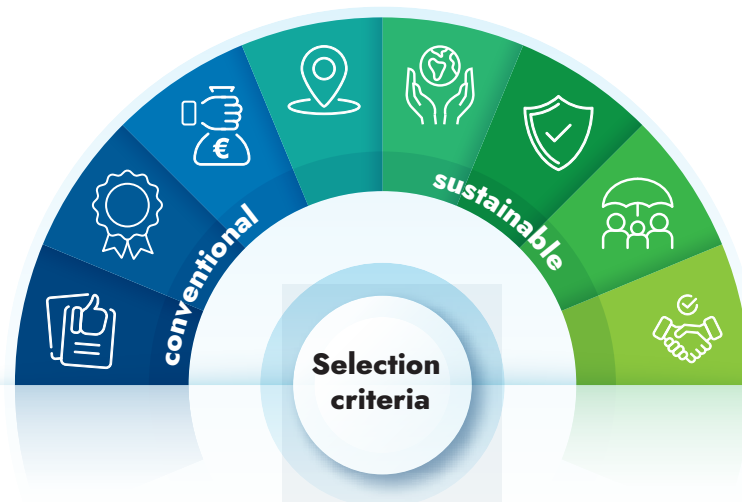 conventional
sustainable
€
Selection
criteria